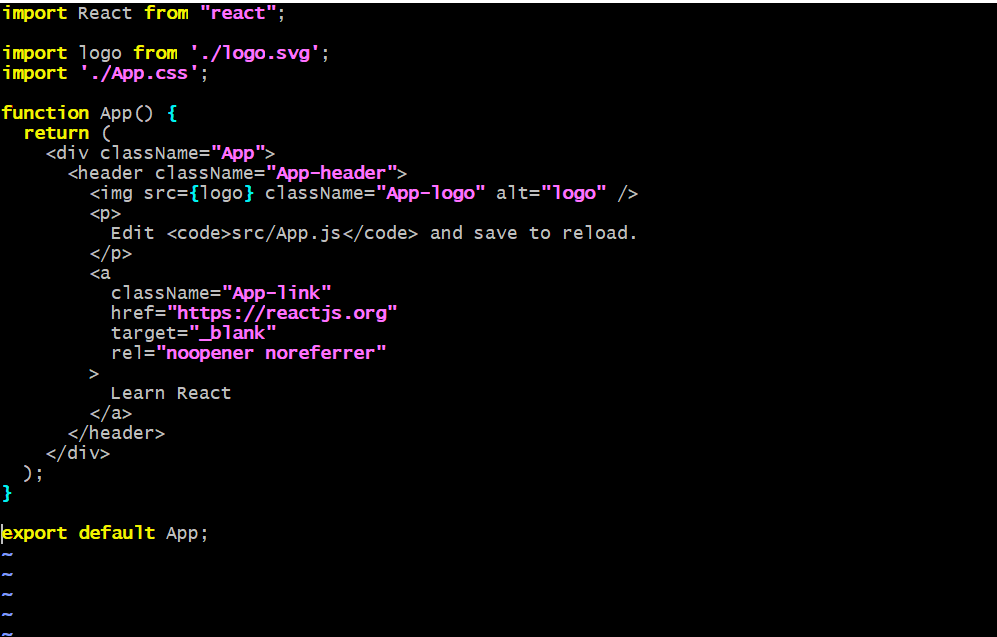 import React from "react";

import logo from './logo.svg';
import './App.css';

function App() {
  return (
    <div className="App">
      <header className="App-header">
        <img src={logo} className="App-logo" alt="logo" />
        <p>
          Edit <code>src/App.js</code> and save to reload.
        </p>
        <a
          className="App-link"
          href="https://reactjs.org"
          target="_blank"
          rel="noopener noreferrer"
        >
          Learn React
        </a>
      </header>
    </div>
  );
}

export default App;
~
~
~
~
~